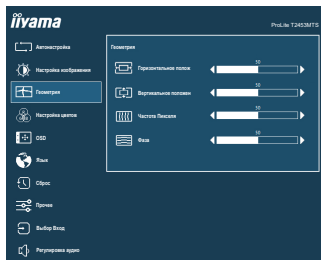 iiyama
ProLite T2453MTS
Автонастройка
Настройка изображения
Геометрия
Настройка цветов
OSD
Язык
Сброс
Прочее
Выбор Вход
Регулировка аудио
Геометрия
Горизонтальное полож
50
Вертикальное положен
50
Частота Пикселя
50
Фаза
50